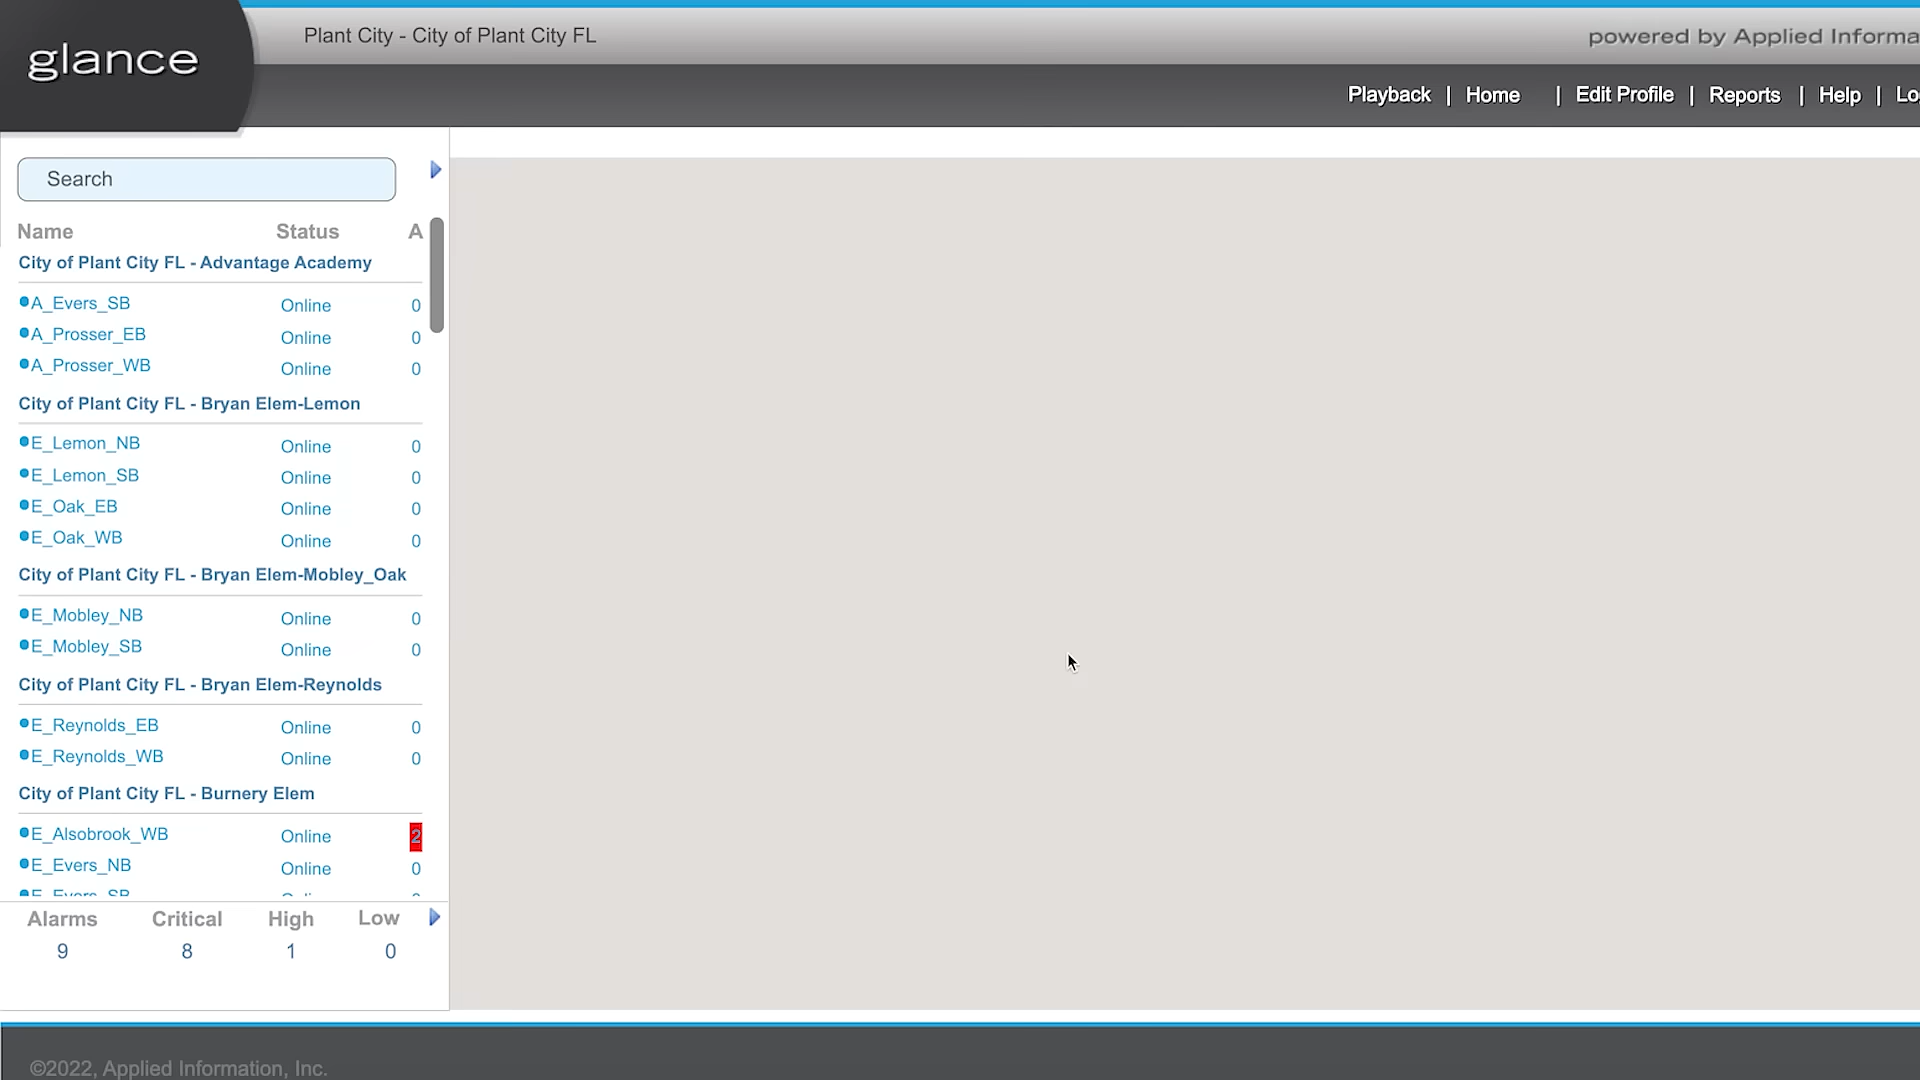 glance
Plant City - City of Plant City FL
powered by Applied Informa
Playback | Home | Edit Profile | Reports | Help | Lo
Search
Name Status A
City of Plant City FL - Advantage Academy
A_Evers_SB Online 0
A_Prosser_EB Online 0
A_Prosser_WB Online 0
City of Plant City FL - Bryan Elem-Lemon
E_Lemon_NB Online 0
E_Lemon_SB Online 0
E_Oak_EB Online 0
E_Oak_WB Online 0
City of Plant City FL - Bryan Elem-Mobley_Oak
E_Mobley_NB Online 0
E_Mobley_SB Online 0
City of Plant City FL - Bryan Elem-Reynolds
E_Reynolds_EB Online 0
E_Reynolds_WB Online 0
City of Plant City FL - Burnery Elem
E_Alsobrook_WB Online 2
E_Evers_NB Online 0
E_Evers_SB
Alarms Critical High Low
9 8 1 0
©2022, Applied Information, Inc.